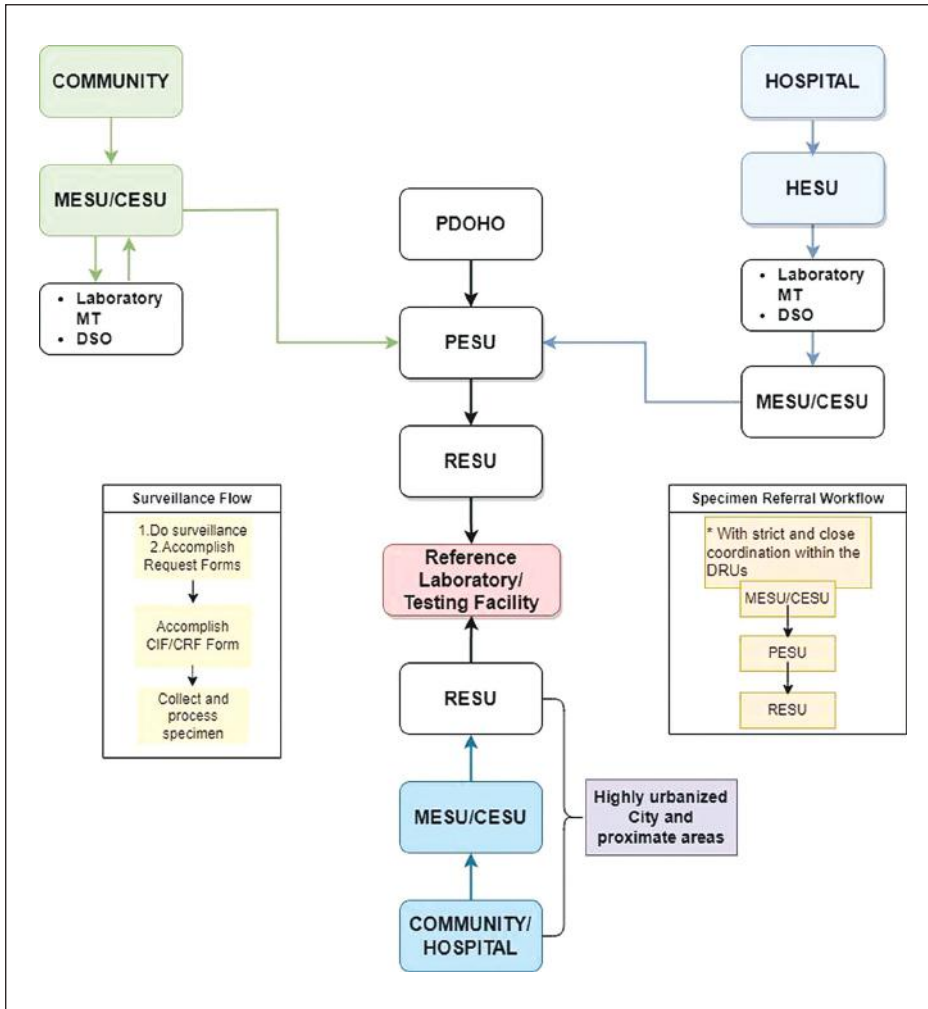 COMMUNITY
HOSPITAL
MESU/CESU
HESU
PDOHO
• Laboratory
MT
• DSO
• Laboratory
MT
• DSO
PESU
MESU/CESU
RESU
Surveillance Flow
1.Do surveillance
2.Accomplish
Request Forms
Accomplish
CIF/CRF Form
Collect and
process
specimen
Specimen Referral Workflow
* With strict and close
coordination within the
DRUs
MESU/CESU
PESU
RESU
Reference
Laboratory/
Testing Facility
RESU
MESU/CESU
Highly urbanized
City and
proximate areas
COMMUNITY/
HOSPITAL